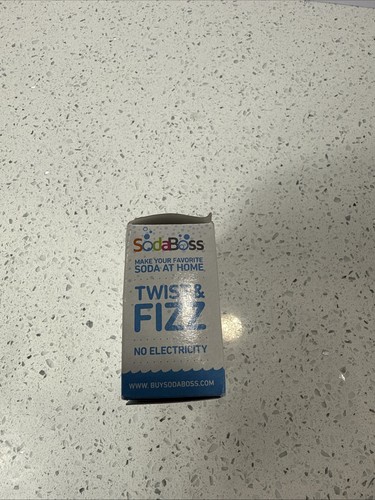 SodaBoss
MAKE YOUR FAVORITE
SODA AT HOME
TWIST &
FIZZ
NO ELECTRICITY
WWW.BUYSODABOSS.COM